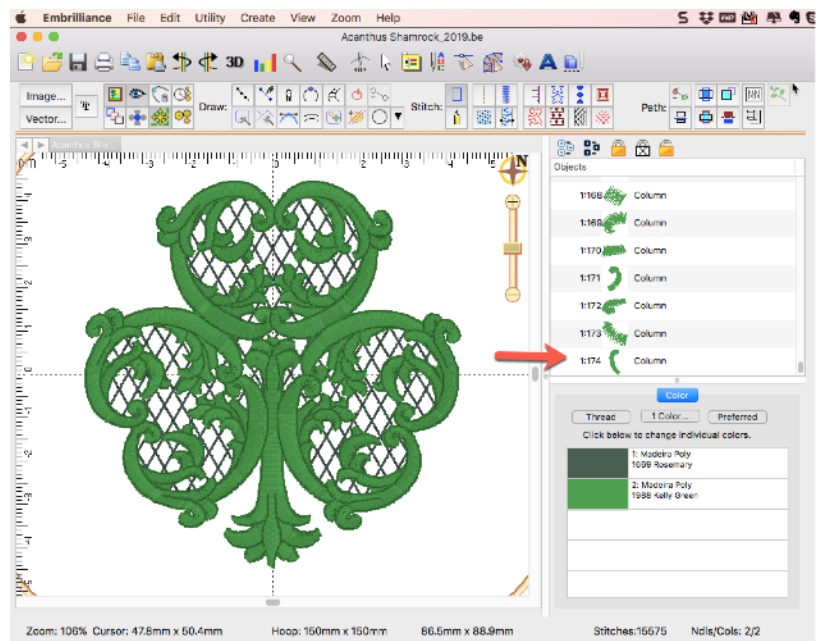 Embrilliance File Edit Utility Create View Zoom Help
Acanthus Shamrock_2019.be
3D
A
Image...
Vector...
Draw:
Stitch:
Path:
Acanthus Sha...
N
Objects
1:168 Column
1:169 Column
1:170 Column
1:171 Column
1:172 Column
1:173 Column
1:174 Column
Color
Thread 1 Color... Preferred
Click below to change individual colors.
1: Madeira Poly
1699 Rosemary
2: Madeira Poly
1988 Kelly Green
Zoom: 106% Cursor: 47.8mm x 50.4mm Hoop: 150mm x 150mm 86.5mm x 88.9mm Stitches:15575 Ndls/Cols: 2/2